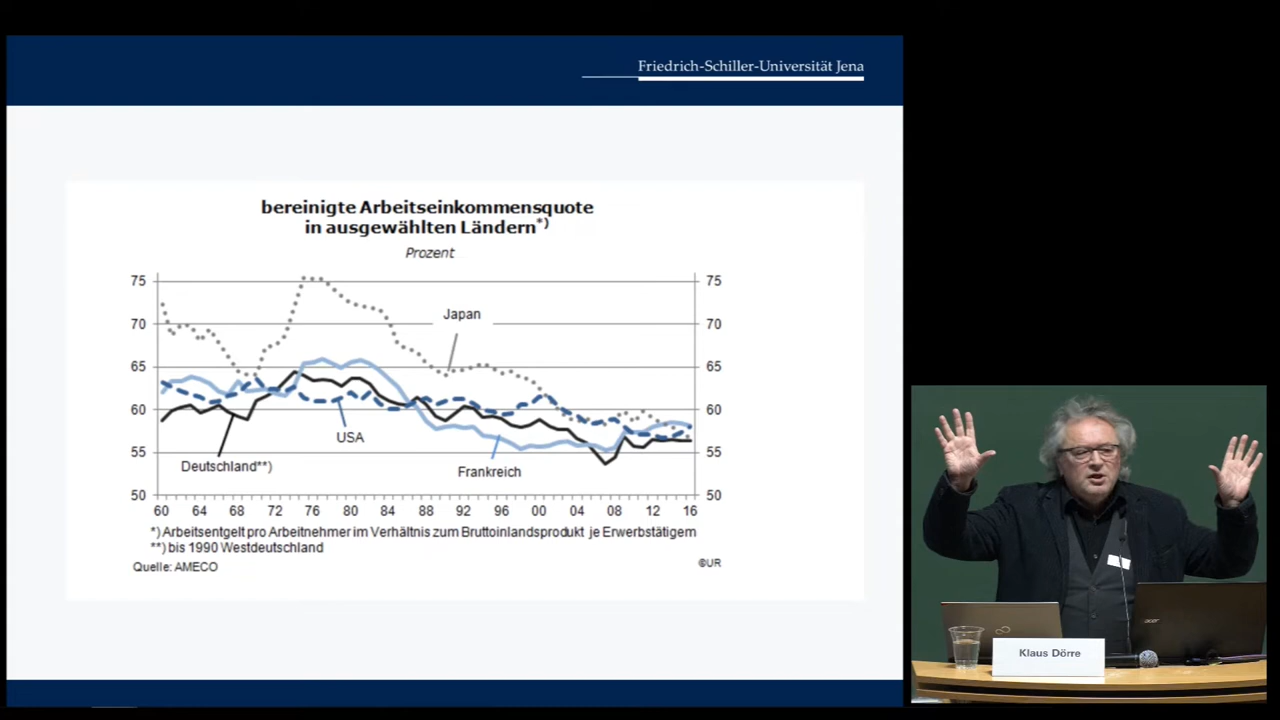 Friedrich-Schiller-Universität Jena
bereinigte Arbeitseinkommensquote
in ausgewählten Ländern*)
Prozent
75 75
70 70
65 65
60 60
55 55
50 50
Japan
USA
Deutschland**)
Frankreich
60 64 68 72 76 80 84 88 92 96 00 04 08 12 16
*) Arbeitsentgelt pro Arbeitnehmer im Verhältnis zum Bruttoinlandsprodukt je Erwerbstätigem
**) bis 1990 Westdeutschland
Quelle: AMECO
©UR
acer
Klaus Dörre